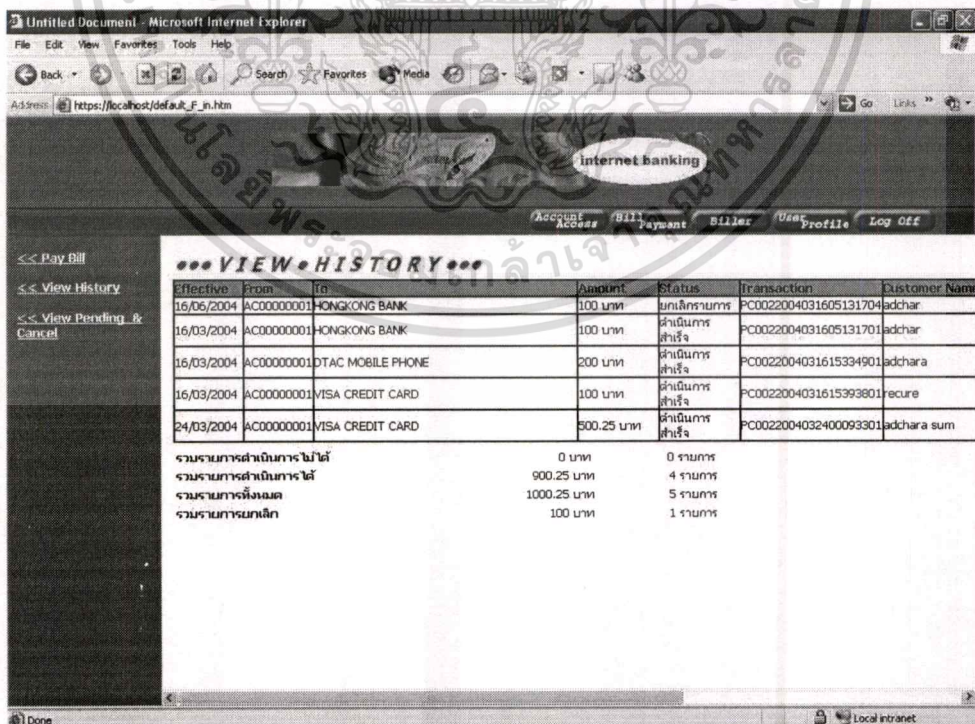 Untitled Document - Microsoft Internet Explorer
File Edit View Favorites Tools Help
Back Search Favorites Media
Address https://localhost/default_F_in.htm Go Links »
internet banking
Account Access Bill Payment Biller User Profile Log Off
<< Pay Bill
<< View History
<< View Pending & Cancel
●●● VIEW ● HISTORY ●●●
Effective From To Amount Status Transaction Customer Name
16/06/2004 AC00000001 HONGKONG BANK 100 บาท ยกเลิกรายการ PC0022004031605131704 adchar
16/03/2004 AC00000001 HONGKONG BANK 100 บาท ดำเนินการสำเร็จ PC0022004031605131701 adchar
16/03/2004 AC00000001 DTAC MOBILE PHONE 200 บาท ดำเนินการสำเร็จ PC0022004031615334901 adchara
16/03/2004 AC00000001 VISA CREDIT CARD 100 บาท ดำเนินการสำเร็จ PC0022004031615393801 recure
24/03/2004 AC00000001 VISA CREDIT CARD 500.25 บาท ดำเนินการสำเร็จ PC0022004032400093301 adchara sum
รวมรายการดำเนินการไม่ได้ 0 บาท 0 รายการ
รวมรายการดำเนินการได้ 900.25 บาท 4 รายการ
รวมรายการทั้งหมด 1000.25 บาท 5 รายการ
รวมรายการยกเลิก 100 บาท 1 รายการ
Done Local intranet